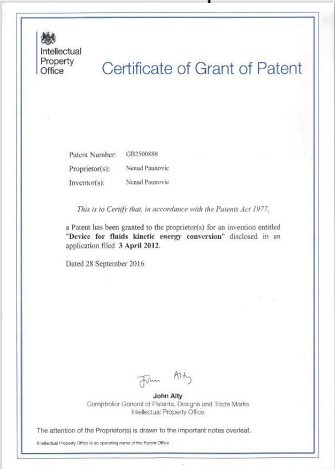 Intellectual
Property
Office
Certificate of Grant of Patent
Patent Number: GB2500888
Proprietor(s): Nenad Paunovic
Inventor(s): Nenad Paunovic
This is to Certify that, in accordance with the Patents Act 1977,
a Patent has been granted to the proprietor(s) for an invention entitled
"Device for fluids kinetic energy conversion" disclosed in an
application filed 3 April 2012.
Dated 28 September 2016
John Alty
John Alty
Comptroller General of Patents, Designs and Trade Marks
Intellectual Property Office
The attention of the Proprietor(s) is drawn to the important notes overleaf.
Intellectual Property Office is an operating name of the Patent Office